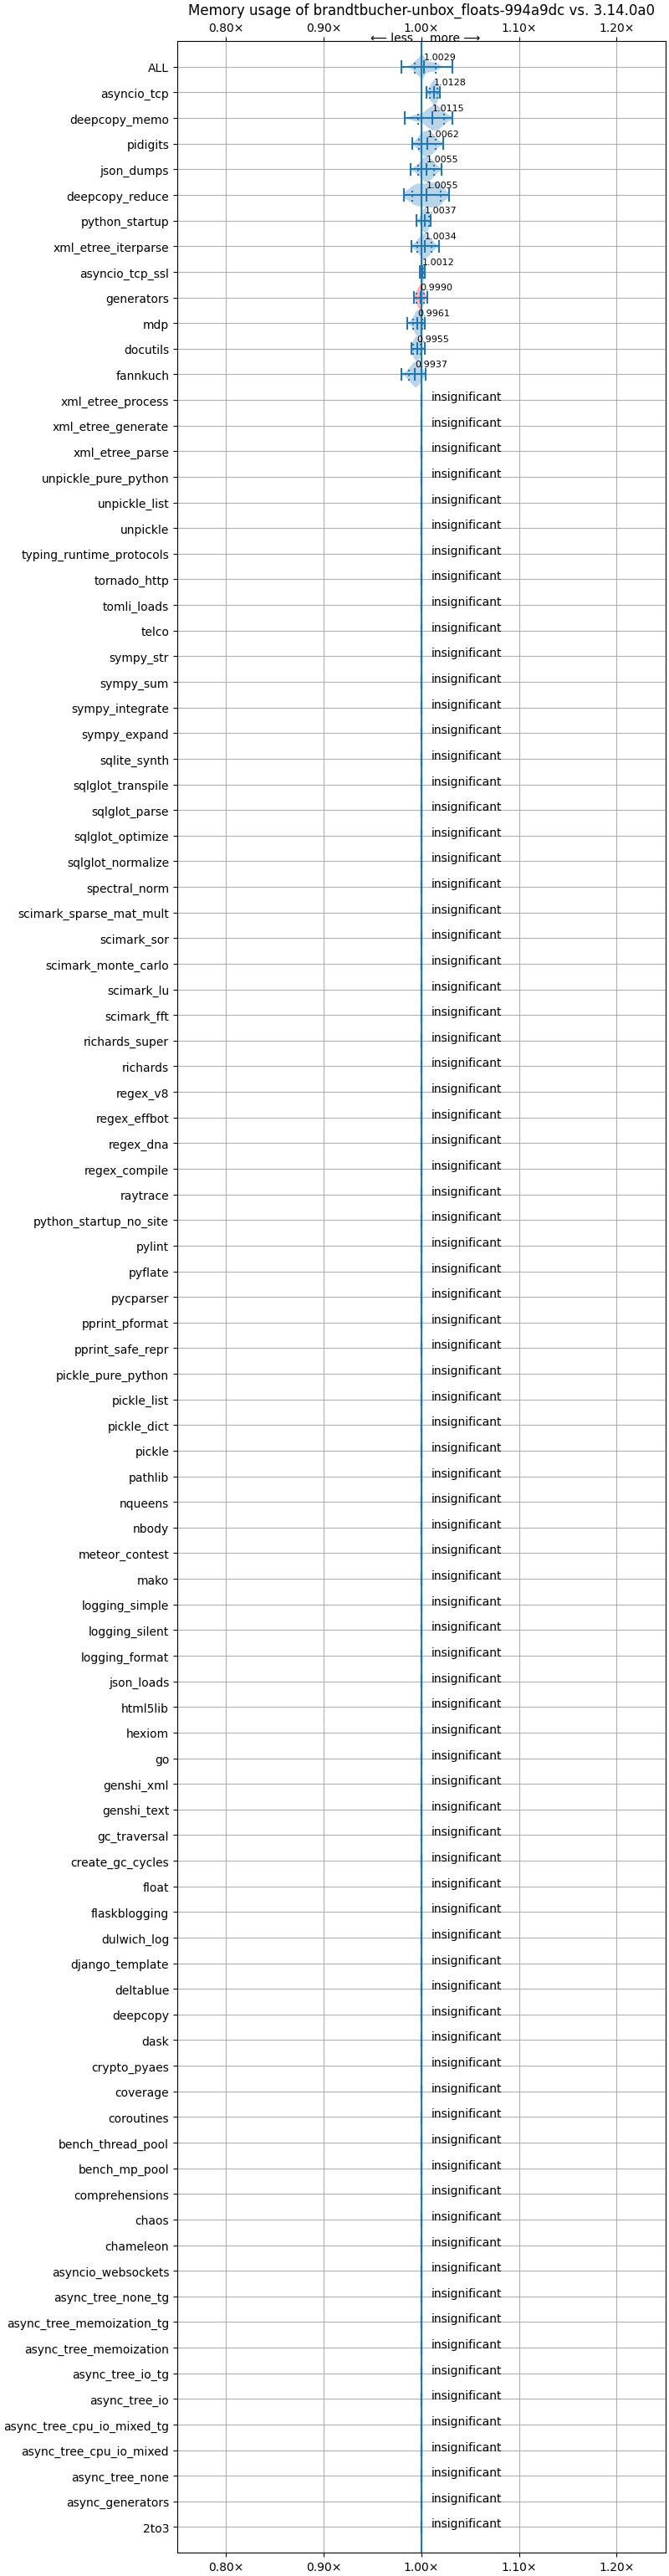 Memory usage of brandtbucher-unbox_floats-994a9dc vs. 3.14.0a0
0.80× 0.90× 1.00× 1.10× 1.20×
⟵ less more ⟶
ALL 1.0029
asyncio_tcp 1.0128
deepcopy_memo 1.0115
pidigits 1.0062
json_dumps 1.0055
deepcopy_reduce 1.0055
python_startup 1.0037
xml_etree_iterparse 1.0034
asyncio_tcp_ssl 1.0012
generators 0.9990
mdp 0.9961
docutils 0.9955
fannkuch 0.9937
xml_etree_process insignificant
xml_etree_generate insignificant
xml_etree_parse insignificant
unpickle_pure_python insignificant
unpickle_list insignificant
unpickle insignificant
typing_runtime_protocols insignificant
tornado_http insignificant
tomli_loads insignificant
telco insignificant
sympy_str insignificant
sympy_sum insignificant
sympy_integrate insignificant
sympy_expand insignificant
sqlite_synth insignificant
sqlglot_transpile insignificant
sqlglot_parse insignificant
sqlglot_optimize insignificant
sqlglot_normalize insignificant
spectral_norm insignificant
scimark_sparse_mat_mult insignificant
scimark_sor insignificant
scimark_monte_carlo insignificant
scimark_lu insignificant
scimark_fft insignificant
richards_super insignificant
richards insignificant
regex_v8 insignificant
regex_effbot insignificant
regex_dna insignificant
regex_compile insignificant
raytrace insignificant
python_startup_no_site insignificant
pylint insignificant
pyflate insignificant
pycparser insignificant
pprint_pformat insignificant
pprint_safe_repr insignificant
pickle_pure_python insignificant
pickle_list insignificant
pickle_dict insignificant
pickle insignificant
pathlib insignificant
nqueens insignificant
nbody insignificant
meteor_contest insignificant
mako insignificant
logging_simple insignificant
logging_silent insignificant
logging_format insignificant
json_loads insignificant
html5lib insignificant
hexiom insignificant
go insignificant
genshi_xml insignificant
genshi_text insignificant
gc_traversal insignificant
create_gc_cycles insignificant
float insignificant
flaskblogging insignificant
dulwich_log insignificant
django_template insignificant
deltablue insignificant
deepcopy insignificant
dask insignificant
crypto_pyaes insignificant
coverage insignificant
coroutines insignificant
bench_thread_pool insignificant
bench_mp_pool insignificant
comprehensions insignificant
chaos insignificant
chameleon insignificant
asyncio_websockets insignificant
async_tree_none_tg insignificant
async_tree_memoization_tg insignificant
async_tree_memoization insignificant
async_tree_io_tg insignificant
async_tree_io insignificant
async_tree_cpu_io_mixed_tg insignificant
async_tree_cpu_io_mixed insignificant
async_tree_none insignificant
async_generators insignificant
2to3 insignificant
0.80× 0.90× 1.00× 1.10× 1.20×